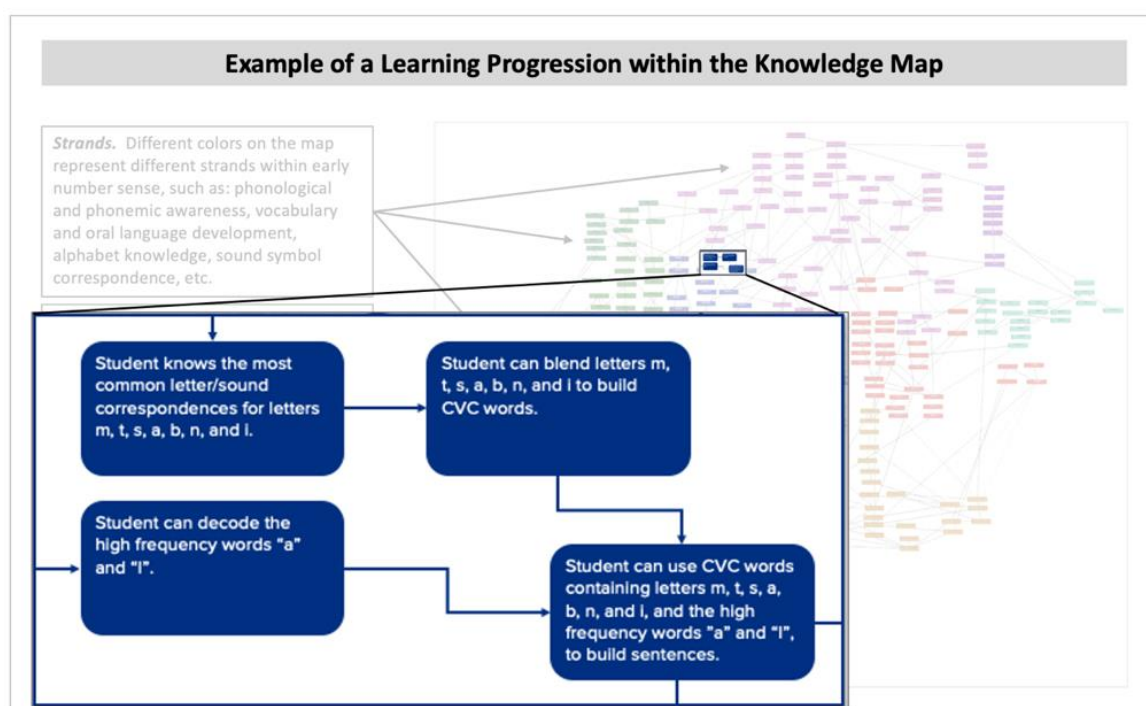 Example of a Learning Progression within the Knowledge Map
Strands. Different colors on the map
represent different strands within early
number sense, such as: phonological
and phonemic awareness, vocabulary
and oral language development,
alphabet knowledge, sound symbol
correspondence, etc.
Student knows the most
common letter/sound
correspondences for letters
m, t, s, a, b, n, and i.
Student can blend letters m,
t, s, a, b, n, and i to build
CVC words.
Student can decode the
high frequency words “a”
and “I”.
Student can use CVC words
containing letters m, t, s, a,
b, n, and i, and the high
frequency words “a” and “I”,
to build sentences.